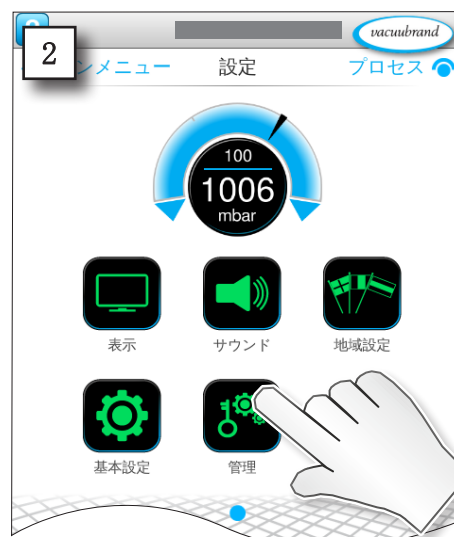 vacuubrand
2
ンメニュー 設定 プロセス
100
1006
mbar
表示 サウンド 地域設定
基本設定 管理